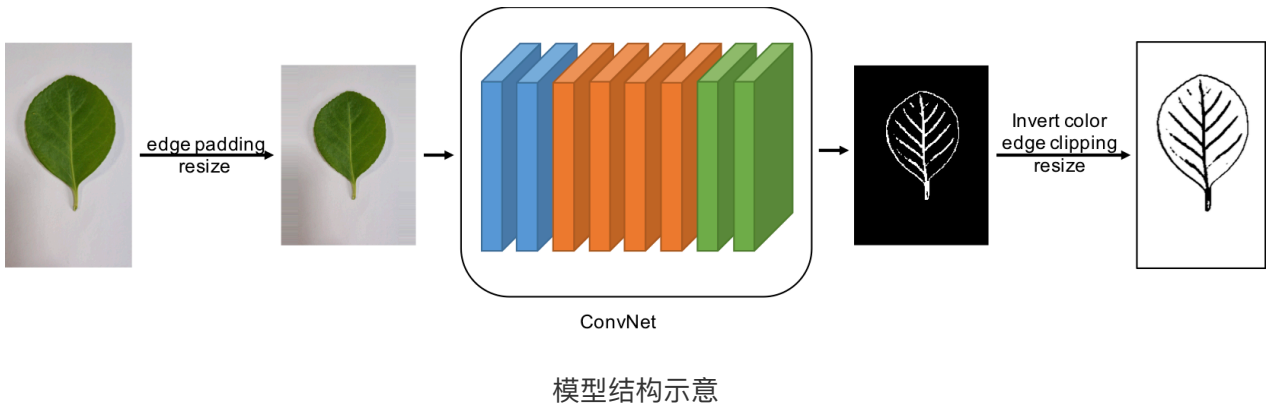 edge padding
resize
ConvNet
Invert color
edge clipping
resize
模型结构示意